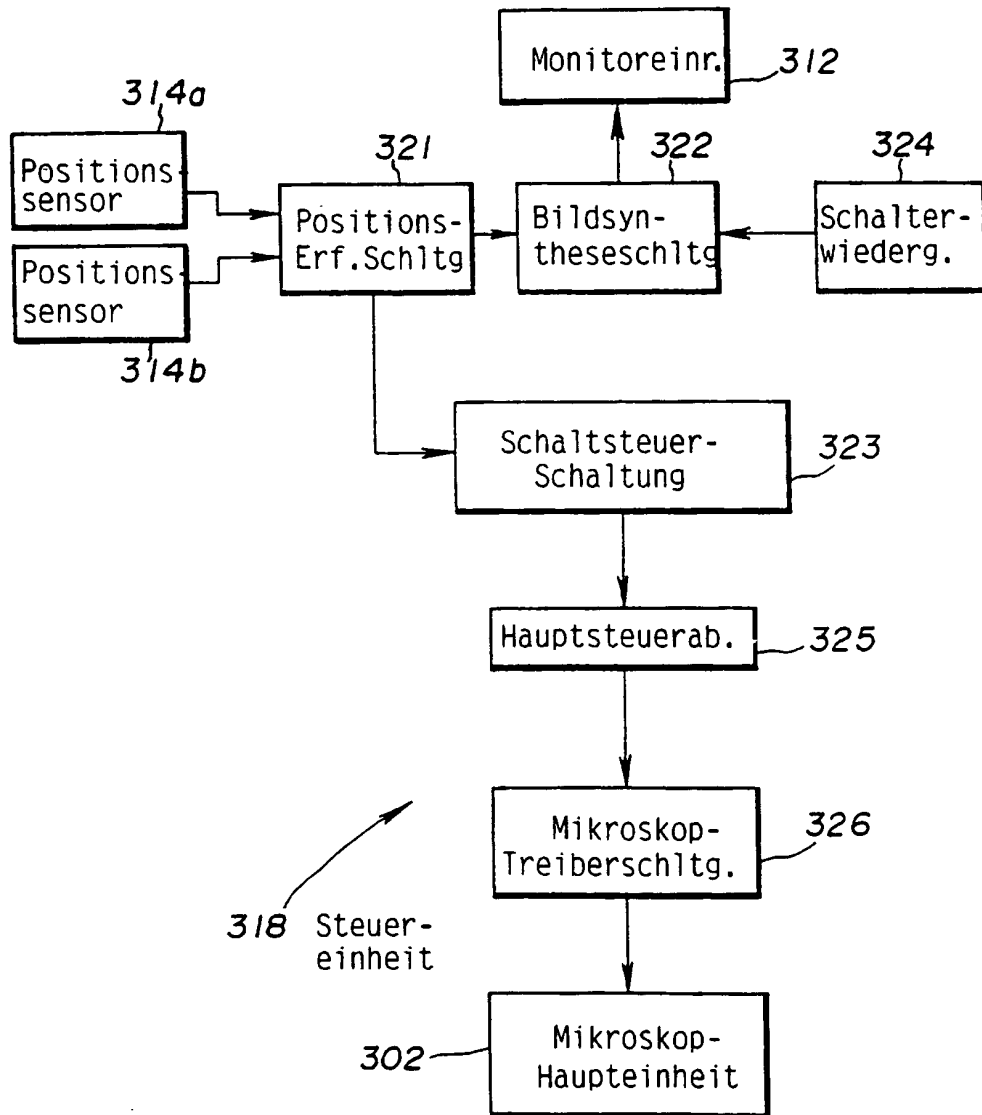 Monitoreinr.
312
314a
Positions-
sensor
321
Positions-
Erf.Schltg
322
Bildsyn-
theseschltg
324
Schalter-
wiederg.
Positions-
sensor
314b
Schaltsteuer-
Schaltung
323
Hauptsteuerab.
325
Mikroskop-
Treiberschltg.
326
318 Steuer-
einheit
302
Mikroskop-
Haupteinheit